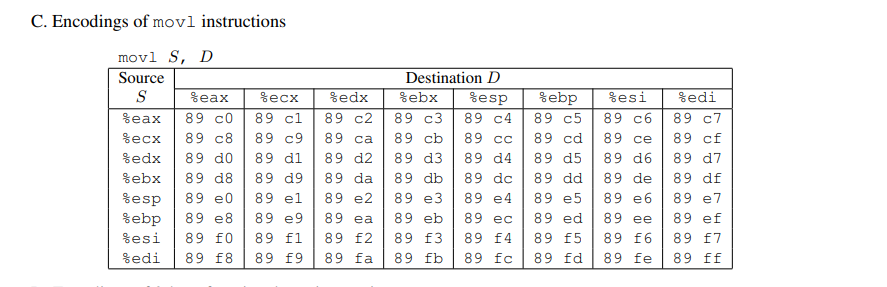 C. Encodings of movl instructions
movl S, D
Source Destination D
S %eax %ecx %edx %ebx %esp %ebp %esi %edi
%eax 89 c0 89 c1 89 c2 89 c3 89 c4 89 c5 89 c6 89 c7
%ecx 89 c8 89 c9 89 ca 89 cb 89 cc 89 cd 89 ce 89 cf
%edx 89 d0 89 d1 89 d2 89 d3 89 d4 89 d5 89 d6 89 d7
%ebx 89 d8 89 d9 89 da 89 db 89 dc 89 dd 89 de 89 df
%esp 89 e0 89 e1 89 e2 89 e3 89 e4 89 e5 89 e6 89 e7
%ebp 89 e8 89 e9 89 ea 89 eb 89 ec 89 ed 89 ee 89 ef
%esi 89 f0 89 f1 89 f2 89 f3 89 f4 89 f5 89 f6 89 f7
%edi 89 f8 89 f9 89 fa 89 fb 89 fc 89 fd 89 fe 89 ff